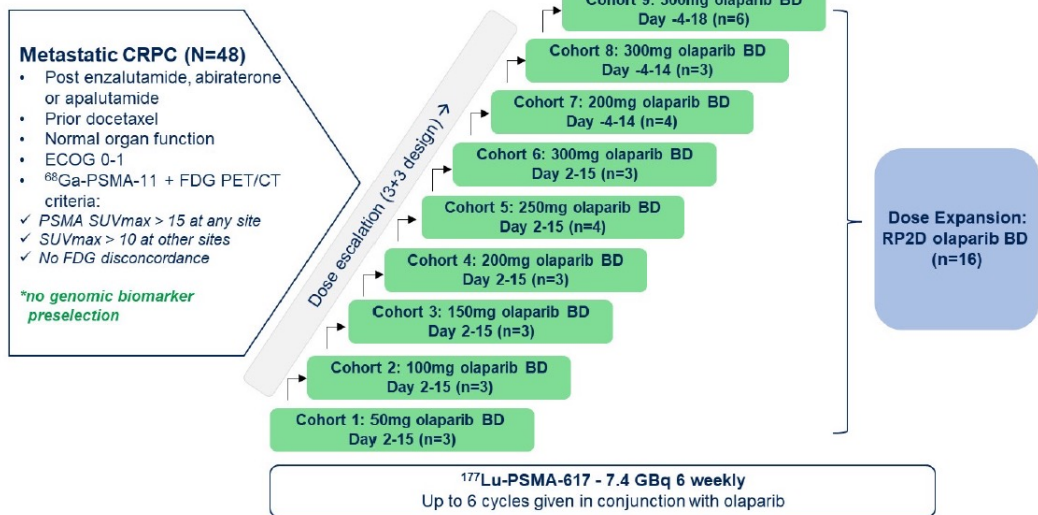 Metastatic CRPC (N=48)
• Post enzalutamide, abiraterone
or apalutamide
• Prior docetaxel
• Normal organ function
• ECOG 0-1
• ⁶⁸Ga-PSMA-11 + FDG PET/CT
criteria:
✓ PSMA SUVmax > 15 at any site
✓ SUVmax > 10 at other sites
✓ No FDG disconcordance
*no genomic biomarker
preselection
Dose escalation (3+3 design) →
Cohort 9: 300mg olaparib BD
Day -4-18 (n=6)
Cohort 8: 300mg olaparib BD
Day -4-14 (n=3)
Cohort 7: 200mg olaparib BD
Day -4-14 (n=4)
Cohort 6: 300mg olaparib BD
Day 2-15 (n=3)
Cohort 5: 250mg olaparib BD
Day 2-15 (n=4)
Cohort 4: 200mg olaparib BD
Day 2-15 (n=3)
Cohort 3: 150mg olaparib BD
Day 2-15 (n=3)
Cohort 2: 100mg olaparib BD
Day 2-15 (n=3)
Cohort 1: 50mg olaparib BD
Day 2-15 (n=3)
Dose Expansion:
RP2D olaparib BD
(n=16)
¹⁷⁷Lu-PSMA-617 - 7.4 GBq 6 weekly
Up to 6 cycles given in conjunction with olaparib